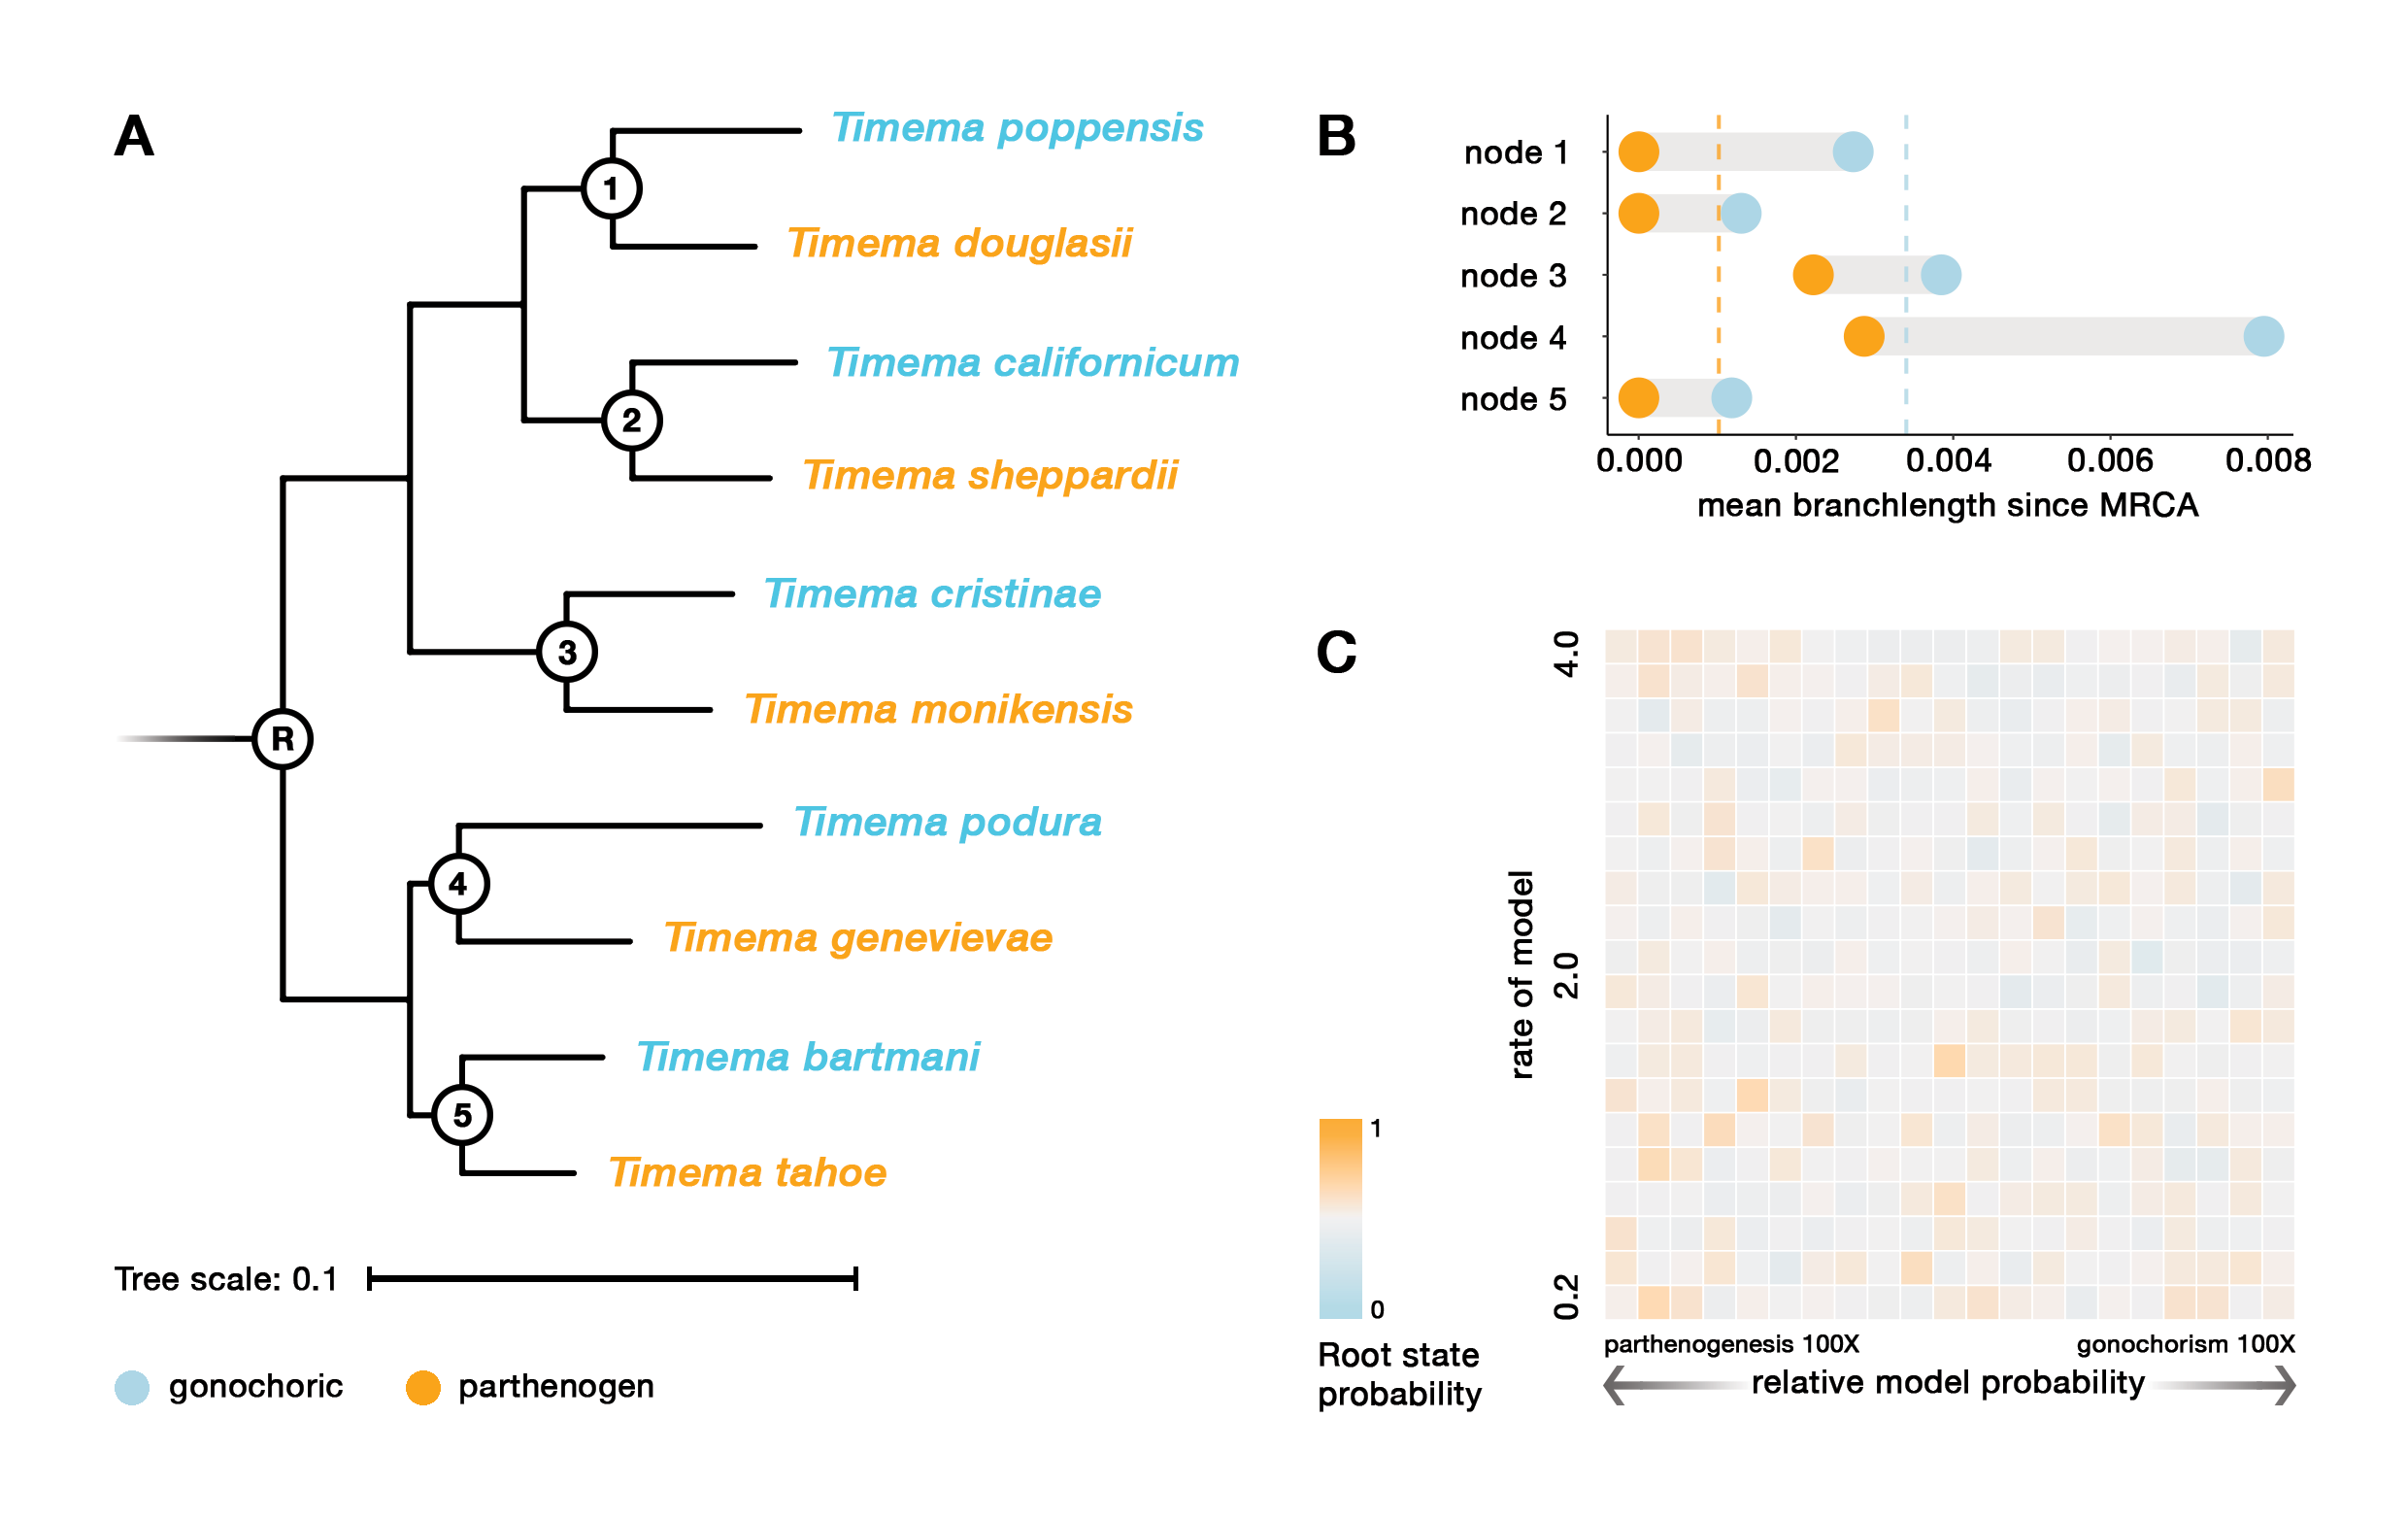 A
Timema poppensis
1
Timema douglasii
Timema californicum
2
Timema sheppardii
Timema cristinae
3
Timema monikensis
R
Timema podura
4
Timema genevievae
Timema bartmani
5
Timema tahoe
Tree scale: 0.1
gonochoric
parthenogen
B
node 1
node 2
node 3
node 4
node 5
0.000 0.002 0.004 0.006 0.008
mean branchlength since MRCA
C
4.0
2.0
0.2
rate of model
1
0
Root state
probability
parthenogenesis 100X
gonochorism 100X
relative model probability